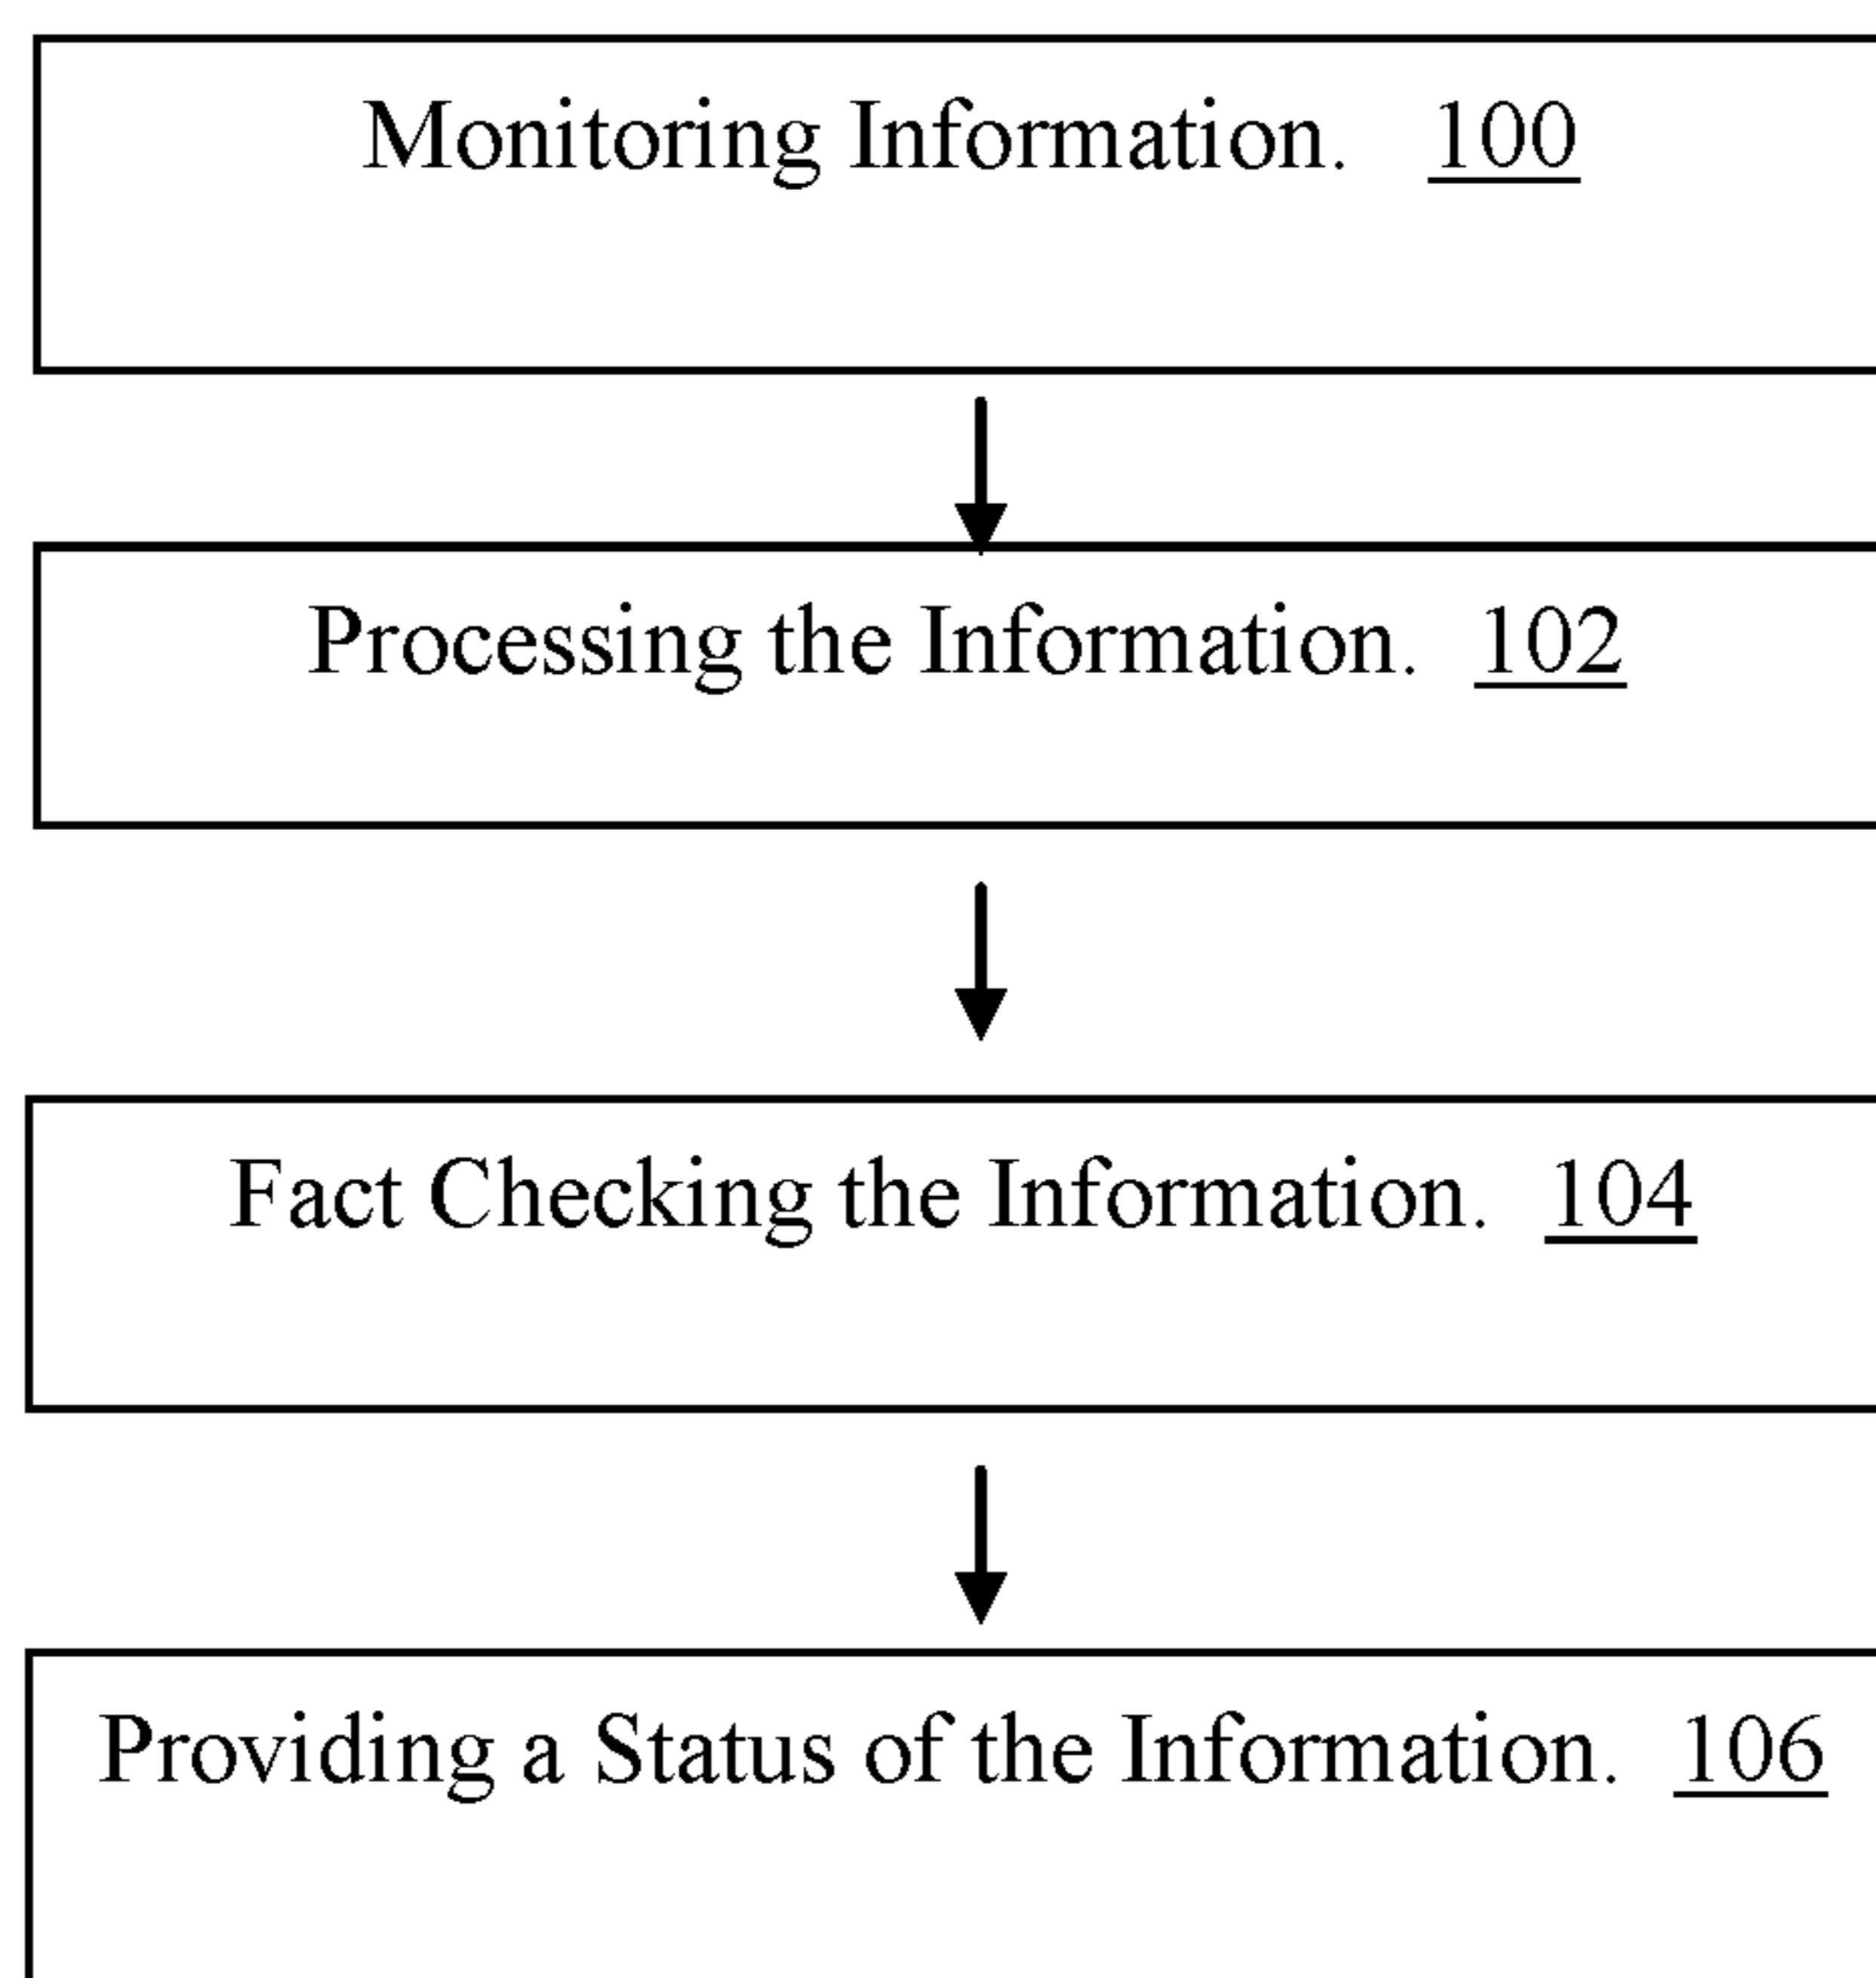 Monitoring Information. 100
Processing the Information. 102
Fact Checking the Information. 104
Providing a Status of the Information. 106